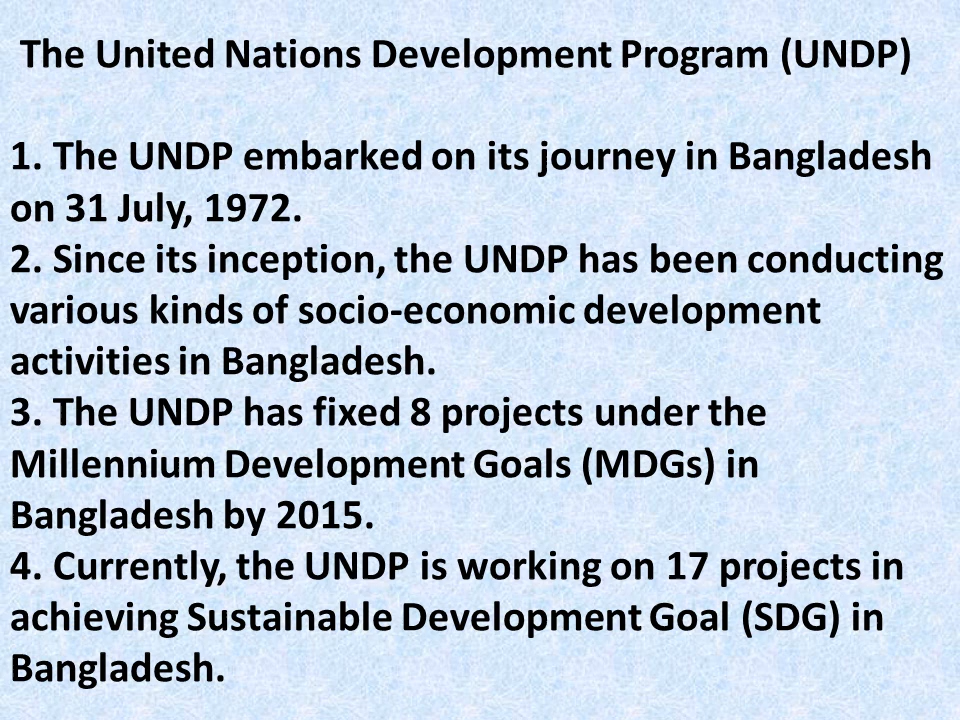 The United Nations Development Program (UNDP)
1. The UNDP embarked on its journey in Bangladesh
on 31 July, 1972.
2. Since its inception, the UNDP has been conducting
various kinds of socio-economic development
activities in Bangladesh.
3. The UNDP has fixed 8 projects under the
Millennium Development Goals (MDGs) in
Bangladesh by 2015.
4. Currently, the UNDP is working on 17 projects in
achieving Sustainable Development Goal (SDG) in
Bangladesh.